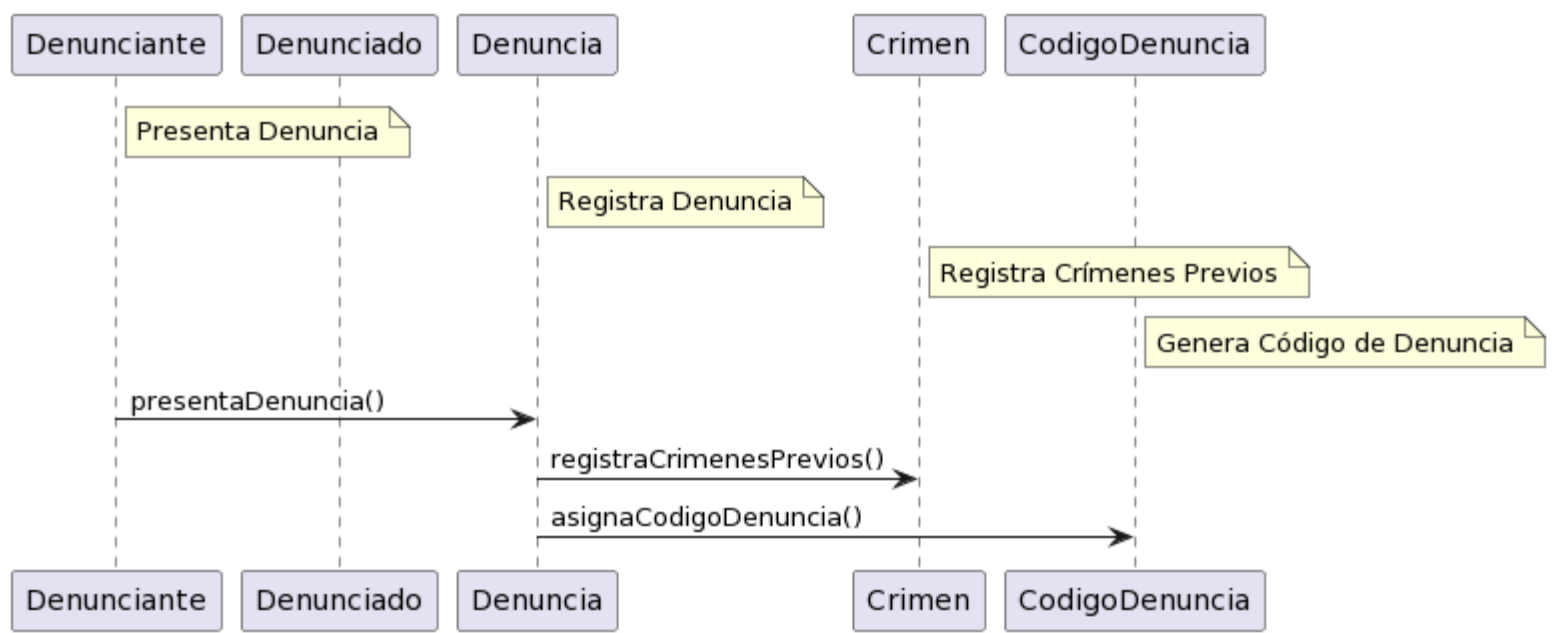 Denunciante
Denunciado
Denuncia
Crimen
CodigoDenuncia
Presenta Denuncia
Registra Denuncia
Registra Crímenes Previos
Genera Código de Denuncia
presentaDenuncia()
registraCrimenesPrevios()
asignaCodigoDenuncia()
Denunciante
Denunciado
Denuncia
Crimen
CodigoDenuncia